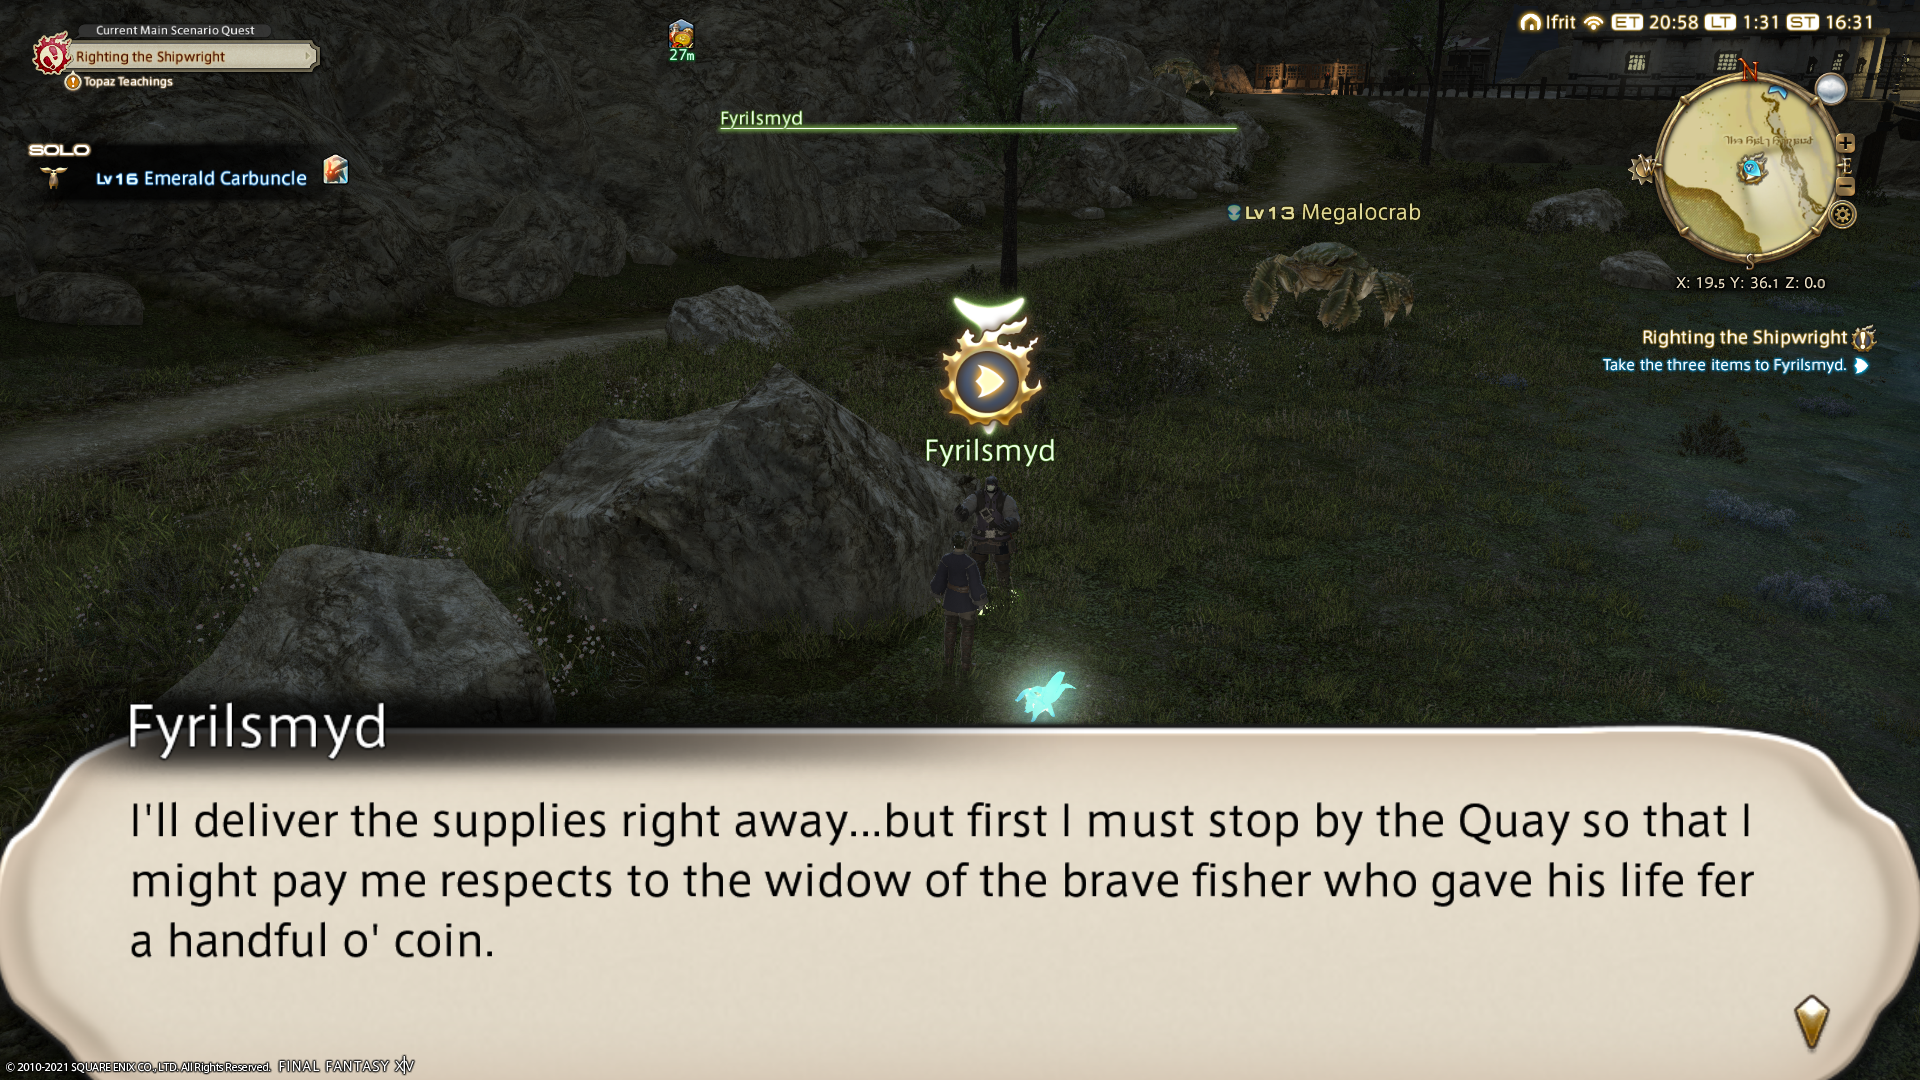 Current Main Scenario Quest
Righting the Shipwright
Topaz Teachings
27m
Ifrit ET 20:58 LT 1:31 ST 16:31
N
Fyrilsmyd
SOLO
Lv16 Emerald Carbuncle
Lv13 Megalocrab
E
S
X: 19.5 Y: 36.1 Z: 0.0
Righting the Shipwright
Take the three items to Fyrilsmyd.
Fyrilsmyd
Fyrilsmyd
I'll deliver the supplies right away...but first I must stop by the Quay so that I
might pay me respects to the widow of the brave fisher who gave his life fer
a handful o' coin.
© 2010-2021 SQUARE ENIX CO., LTD. All Rights Reserved. FINAL FANTASY XIV